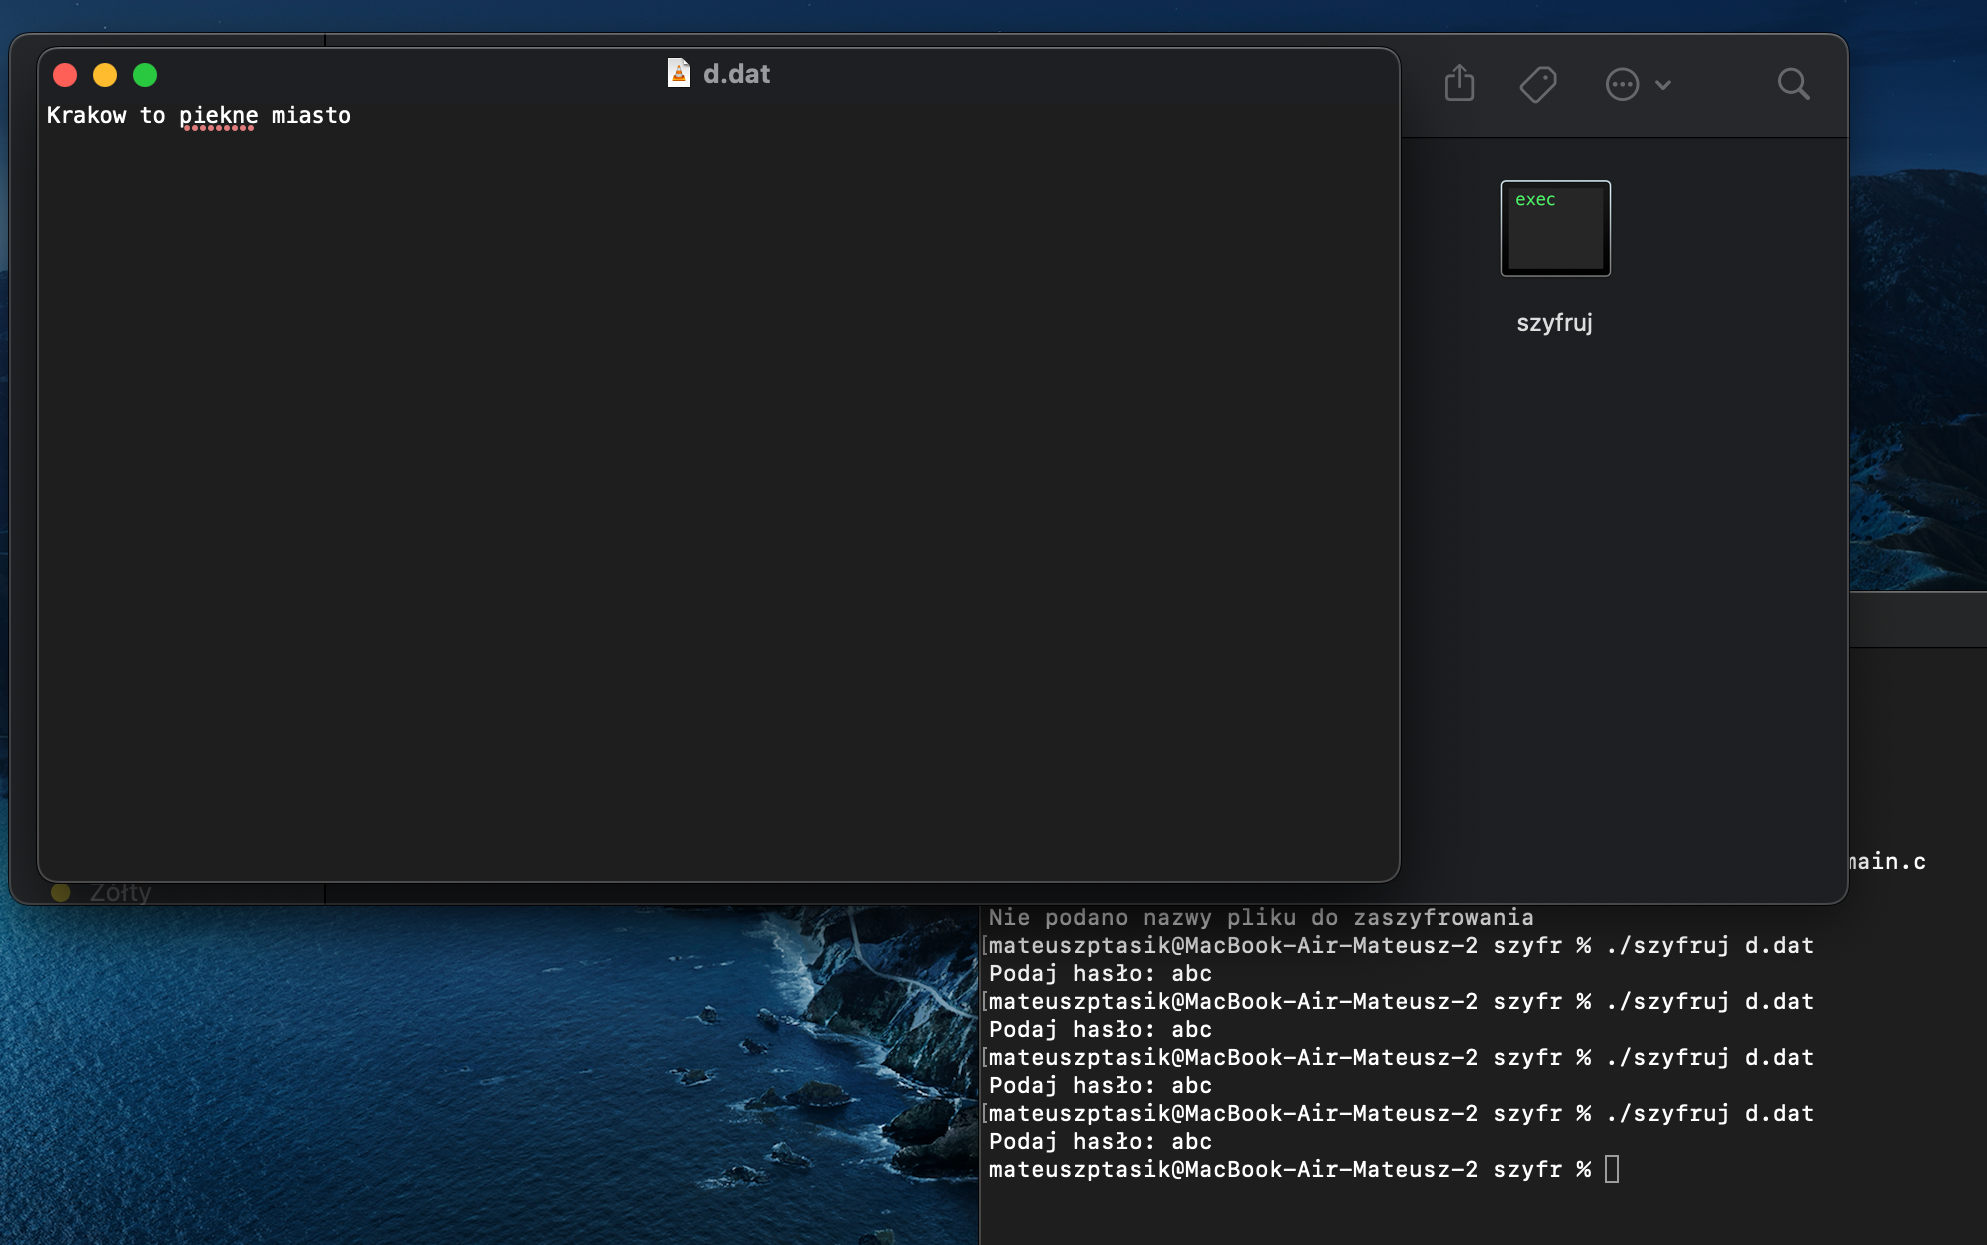 d.dat
Krakow to piekne miasto
exec
szyfruj
Żółty
main.c
Nie podano nazwy pliku do zaszyfrowania
[mateuszptasik@MacBook-Air-Mateusz-2 szyfr % ./szyfruj d.dat
Podaj hasło: abc
[mateuszptasik@MacBook-Air-Mateusz-2 szyfr % ./szyfruj d.dat
Podaj hasło: abc
[mateuszptasik@MacBook-Air-Mateusz-2 szyfr % ./szyfruj d.dat
Podaj hasło: abc
[mateuszptasik@MacBook-Air-Mateusz-2 szyfr % ./szyfruj d.dat
Podaj hasło: abc
mateuszptasik@MacBook-Air-Mateusz-2 szyfr %